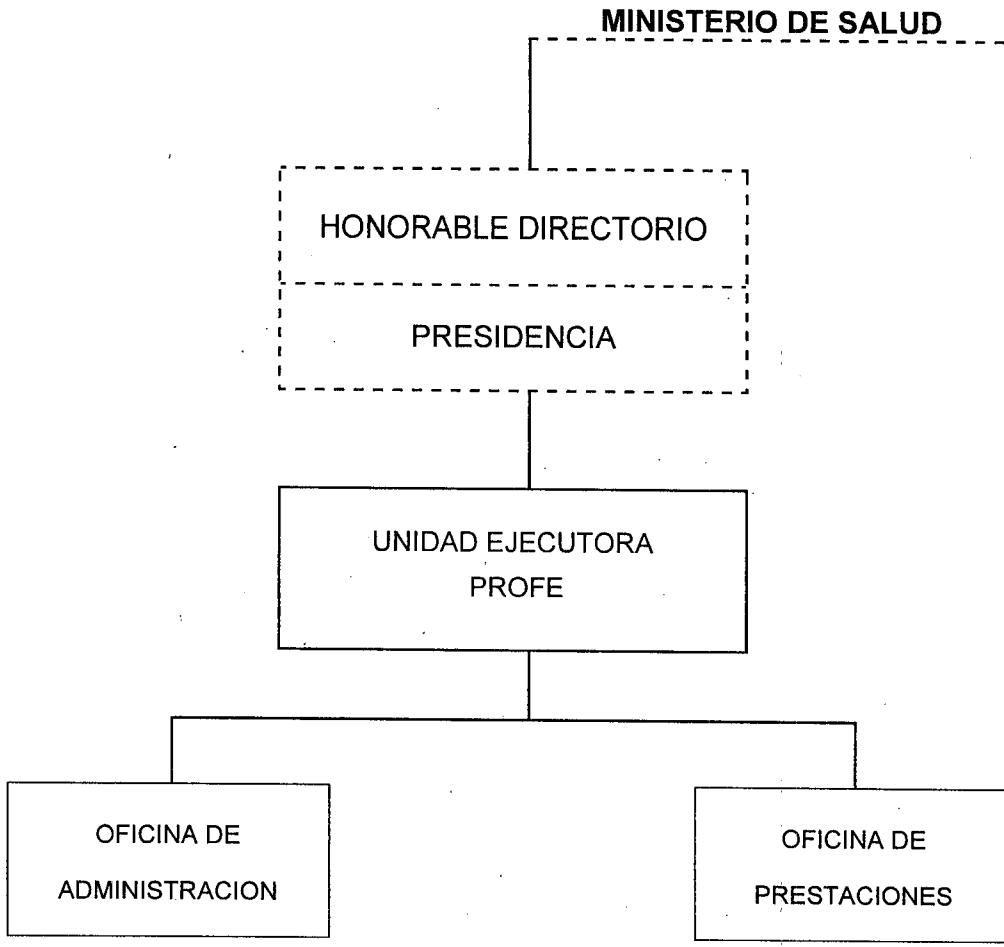 MINISTERIO DE SALUD
HONORABLE DIRECTORIO
PRESIDENCIA
UNIDAD EJECUTORA
PROFE
OFICINA DE
ADMINISTRACION
OFICINA DE
PRESTACIONES